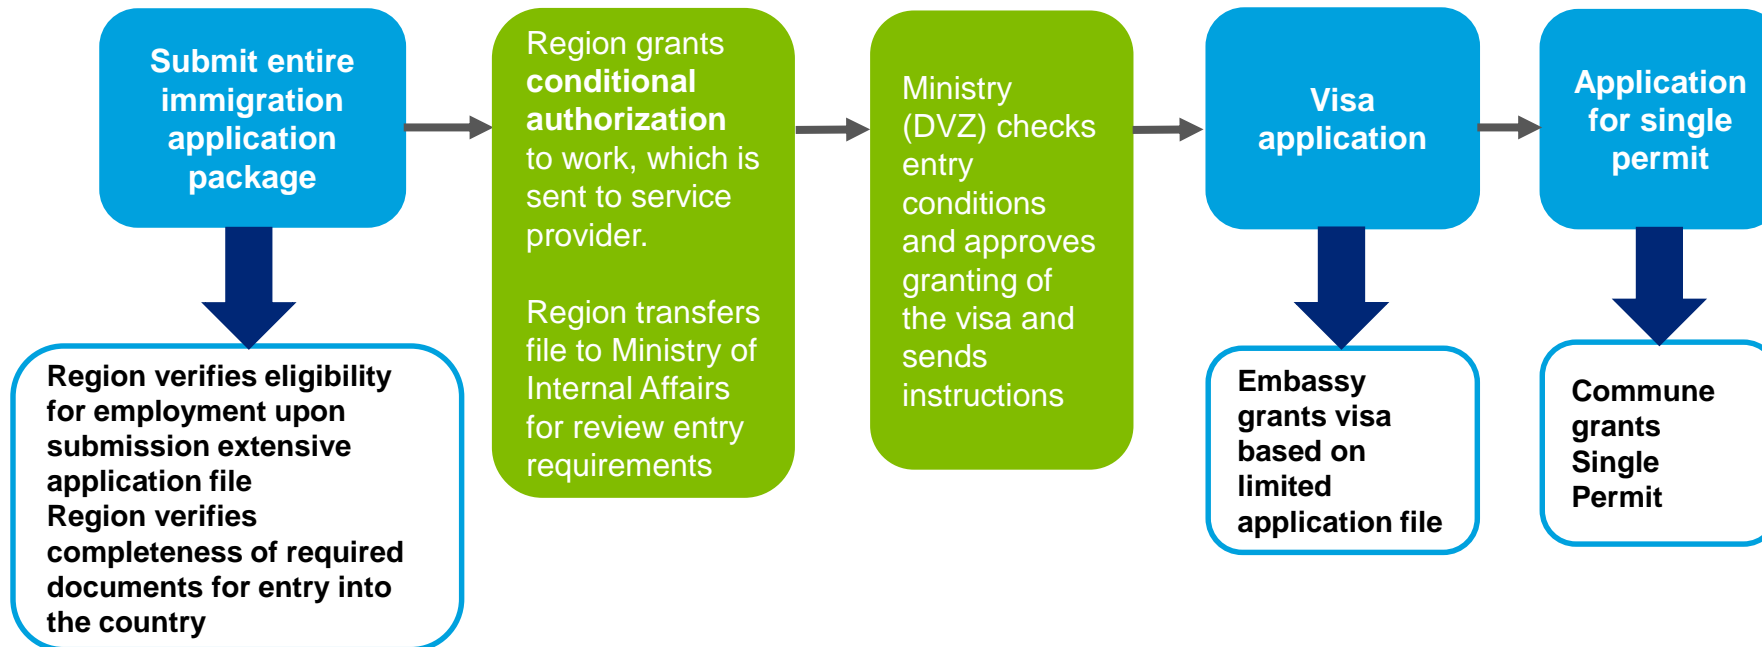 Submit entire
immigration
application
package
Region grants
conditional
authorization
to work, which is
sent to service
provider.
Region transfers
file to Ministry of
Internal Affairs
for review entry
requirements
Ministry
(DVZ) checks
entry
conditions
and approves
granting of
the visa and
sends
instructions
Visa
application
Application
for single
permit
Region verifies eligibility
for employment upon
submission extensive
application file
Region verifies
completeness of required
documents for entry into
the country
Embassy
grants visa
based on
limited
application file
Commune
grants
Single
Permit